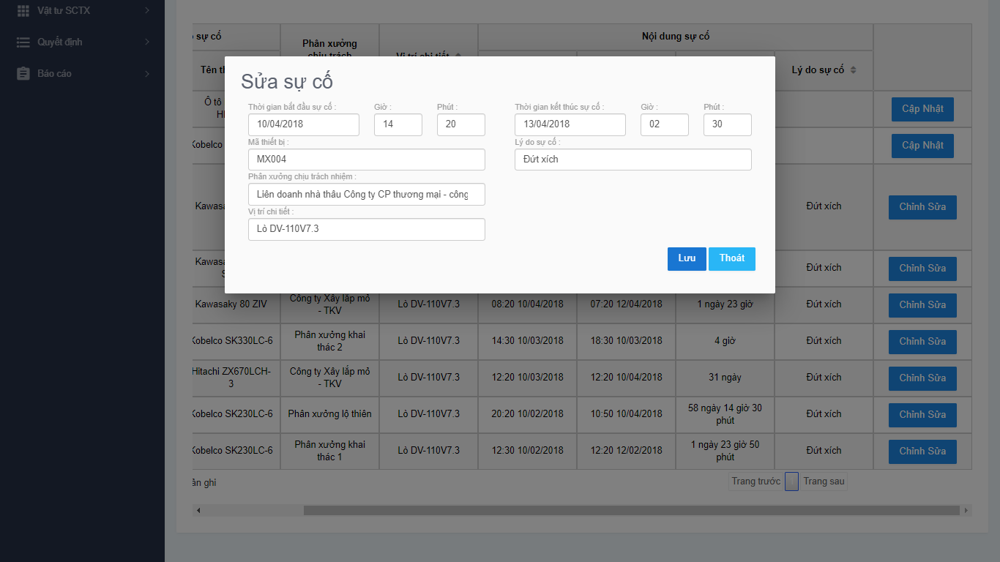 Vật tư SCTX
Quyết định
Báo cáo
sự cố
Phân xưởng
Nội dung sự cố
Lý do sự cố
Sửa sự cố
Thời gian bắt đầu sự cố :
Giờ :
Phút :
Thời gian kết thúc sự cố :
Giờ :
Phút :
10/04/2018
14
20
13/04/2018
02
30
Mã thiết bị :
Lý do sự cố :
MX004
Đứt xích
Phân xưởng chịu trách nhiệm :
Liên doanh nhà thầu Công ty CP thương mại - công
Vị trí chi tiết :
Lò DV-110V7.3
Lưu
Thoát
Ô tô
Cập Nhật
Kobelco
Cập Nhật
Đứt xích
Chỉnh Sửa
Đứt xích
Chỉnh Sửa
Kawasaky 80 ZIV
Công ty Xây lắp mỏ
- TKV
Lò DV-110V7.3
08:20 10/04/2018
07:20 12/04/2018
1 ngày 23 giờ
Đứt xích
Chỉnh Sửa
Kobelco SK330LC-6
Phân xưởng khai
thác 2
Lò DV-110V7.3
14:30 10/03/2018
18:30 10/03/2018
4 giờ
Đứt xích
Chỉnh Sửa
Hitachi ZX670LCH-
3
Công ty Xây lắp mỏ
- TKV
Lò DV-110V7.3
12:20 10/03/2018
12:20 10/04/2018
31 ngày
Đứt xích
Chỉnh Sửa
Kobelco SK230LC-6
Phân xưởng lộ thiên
Lò DV-110V7.3
20:20 10/02/2018
10:50 10/04/2018
58 ngày 14 giờ 30
phút
Đứt xích
Chỉnh Sửa
Kobelco SK230LC-6
Phân xưởng khai
thác 1
Lò DV-110V7.3
12:30 10/02/2018
12:20 12/02/2018
1 ngày 23 giờ 50
phút
Đứt xích
Chỉnh Sửa
ản ghi
Trang trước
Trang sau